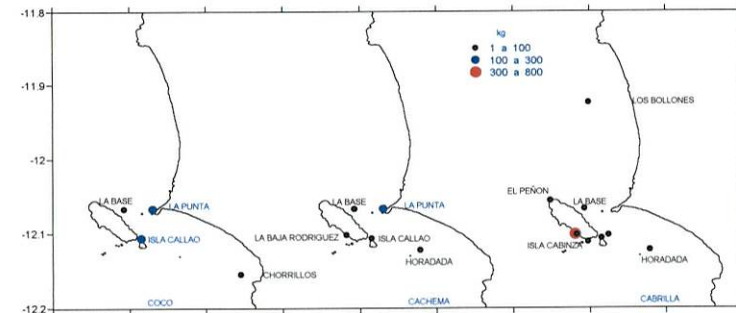 -11.8
-11.9
-12
-12.1
-12.2
kg
1 a 100
100 a 300
300 a 800
LA BASE
LA PUNTA
ISLA CALLAO
CHORRILLOS
COCO
LA BASE
LA PUNTA
LA BAJA RODRIGUEZ
ISLA CALLAO
HORADADA
CACHEMA
LOS BOLLONES
EL PEÑON
LA BASE
ISLA CABINZA
HORADADA
CABRILLA